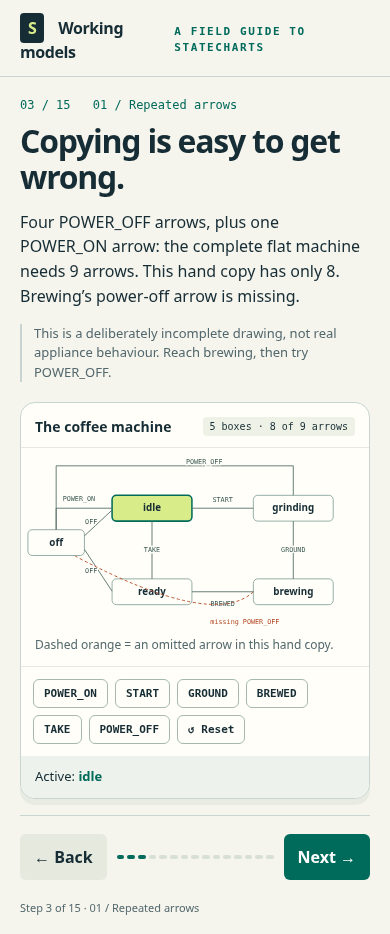 S Working models
A FIELD GUIDE TO STATECHARTS
03 / 15 01 / Repeated arrows
Copying is easy to get
wrong.
Four POWER_OFF arrows, plus one
POWER_ON arrow: the complete flat machine
needs 9 arrows. This hand copy has only 8.
Brewing’s power-off arrow is missing.
This is a deliberately incomplete drawing, not real
appliance behaviour. Reach brewing, then try
POWER_OFF.
The coffee machine
5 boxes · 8 of 9 arrows
POWER_OFF
POWER_ON
idle
START
grinding
OFF
off
TAKE
GROUND
OFF
ready
brewing
BREWED
missing POWER_OFF
Dashed orange = an omitted arrow in this hand copy.
POWER_ON START GROUND BREWED
TAKE POWER_OFF ↺ Reset
Active: idle
← Back
Next →
Step 3 of 15 · 01 / Repeated arrows